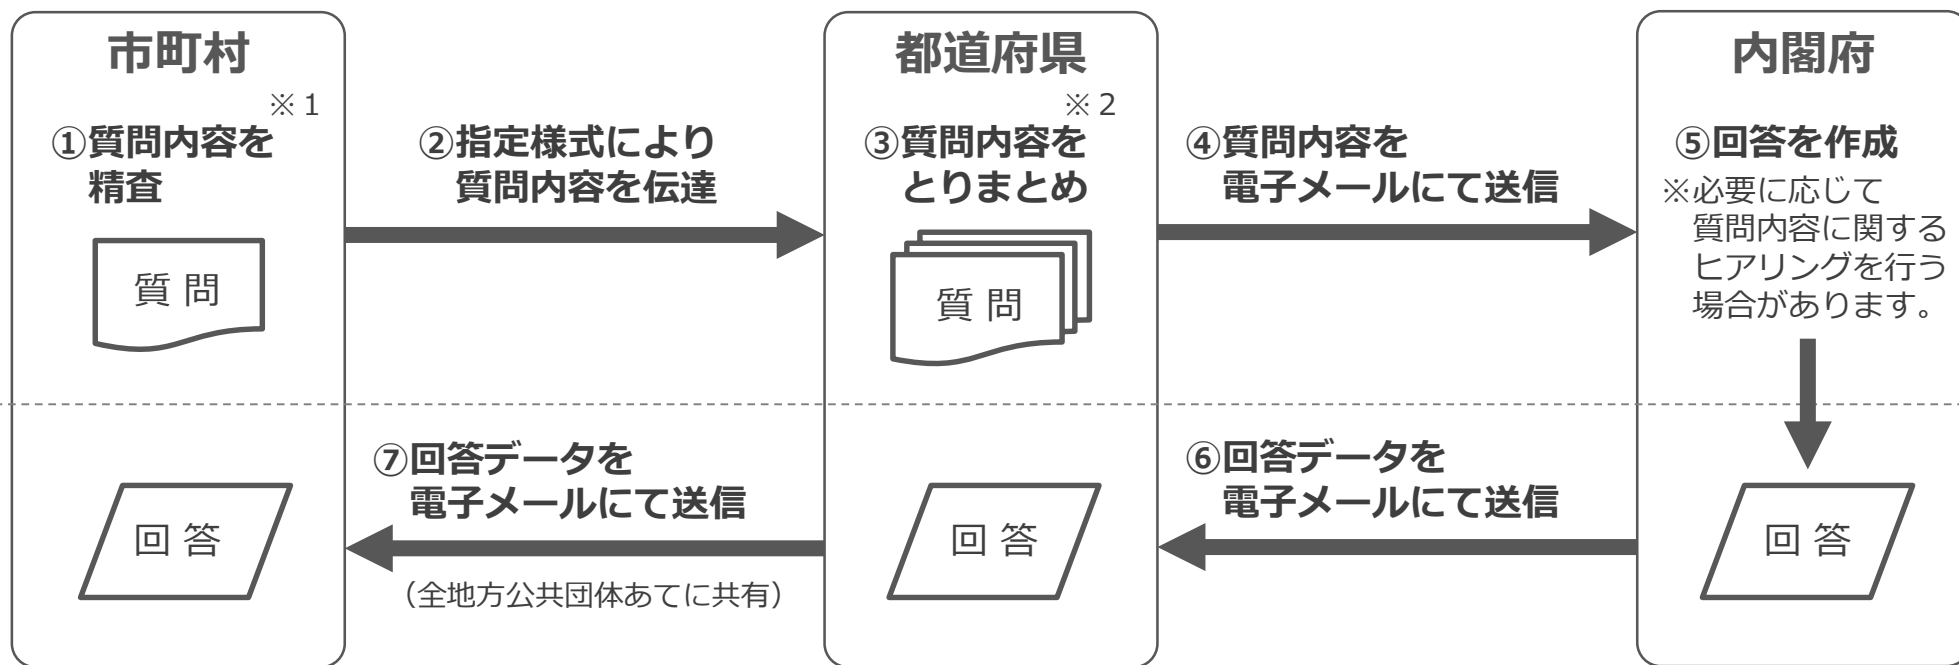 市町村
※１
①質問内容を
精査
質 問
②指定様式により
質問内容を伝達
都道府県
※２
③質問内容を
とりまとめ
質 問
④質問内容を
電子メールにて送信
内閣府
⑤回答を作成
※必要に応じて
質問内容に関する
ヒアリングを行う
場合があります。
回 答
⑥回答データを
電子メールにて送信
回 答
⑦回答データを
電子メールにて送信
（全地方公共団体あてに共有）
回 答